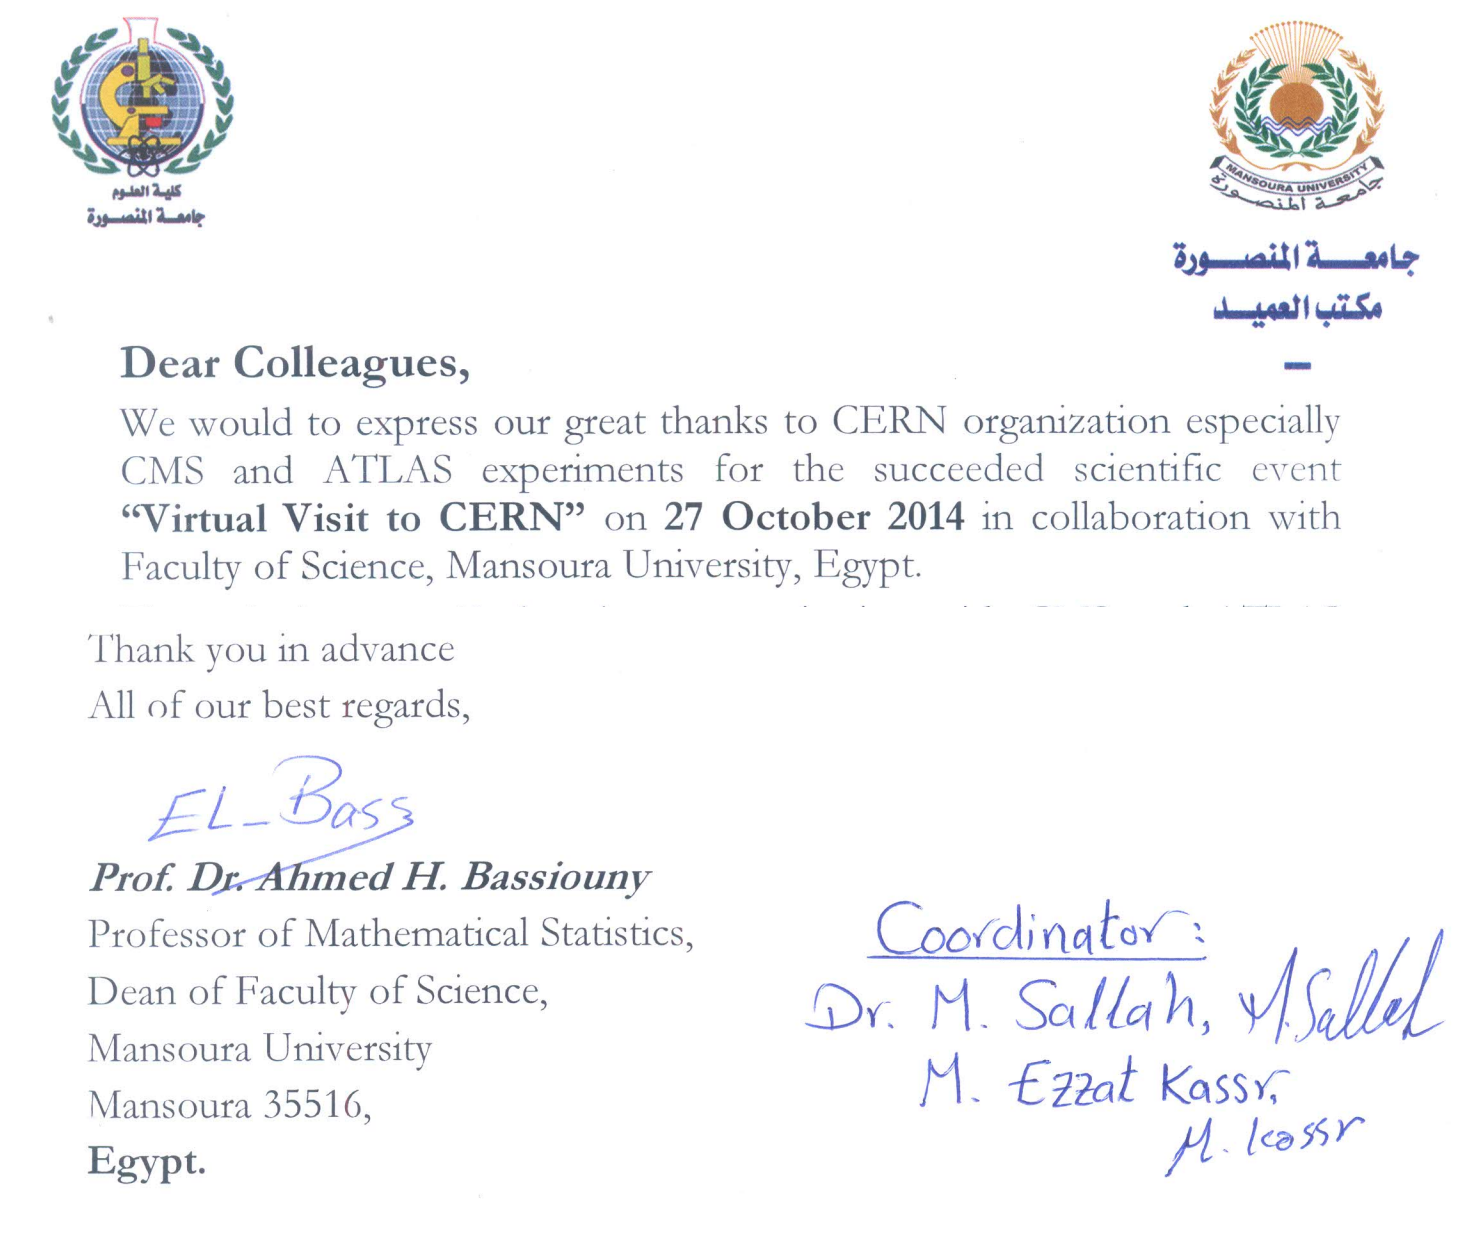 كلية العلوم
جامعة المنصورة
MANSOURA UNIVERSITY
جامعة المنصورة
جامعة المنصورة
مكتب العميد
Dear Colleagues,
We would to express our great thanks to CERN organization especially
CMS and ATLAS experiments for the succeeded scientific event
“Virtual Visit to CERN” on 27 October 2014 in collaboration with
Faculty of Science, Mansoura University, Egypt.
Thank you in advance
All of our best regards,
EL_Bass
Prof. Dr. Ahmed H. Bassiouny
Professor of Mathematical Statistics,
Dean of Faculty of Science,
Mansoura University
Mansoura 35516,
Egypt.
Coordinator:
Dr. M. Sallah, M. Sallah
M. Ezzat Kassr,
M. Kassr